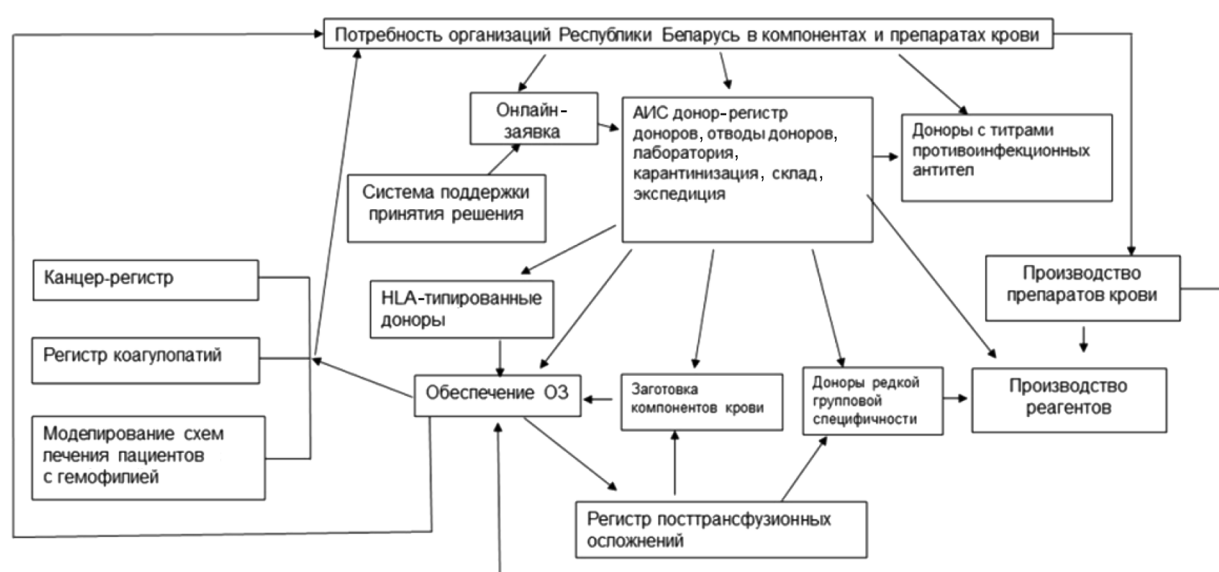 Потребность организаций Республики Беларусь в компонентах и препаратах крови
Онлайн-
заявка
АИС донор-регистр
доноров, отводы доноров,
лаборатория,
карантинизация, склад,
экспедиция
Доноры с титрами
противоинфекционных
антител
Система поддержки
принятия решения
Канцер-регистр
HLA-типированные
доноры
Производство
препаратов крови
Регистр коагулопатий
Обеспечение ОЗ
Заготовка
компонентов крови
Доноры редкой
групповой
специфичности
Производство
реагентов
Моделирование схем
лечения пациентов
с гемофилией
Регистр посттрансфузионных
осложнений